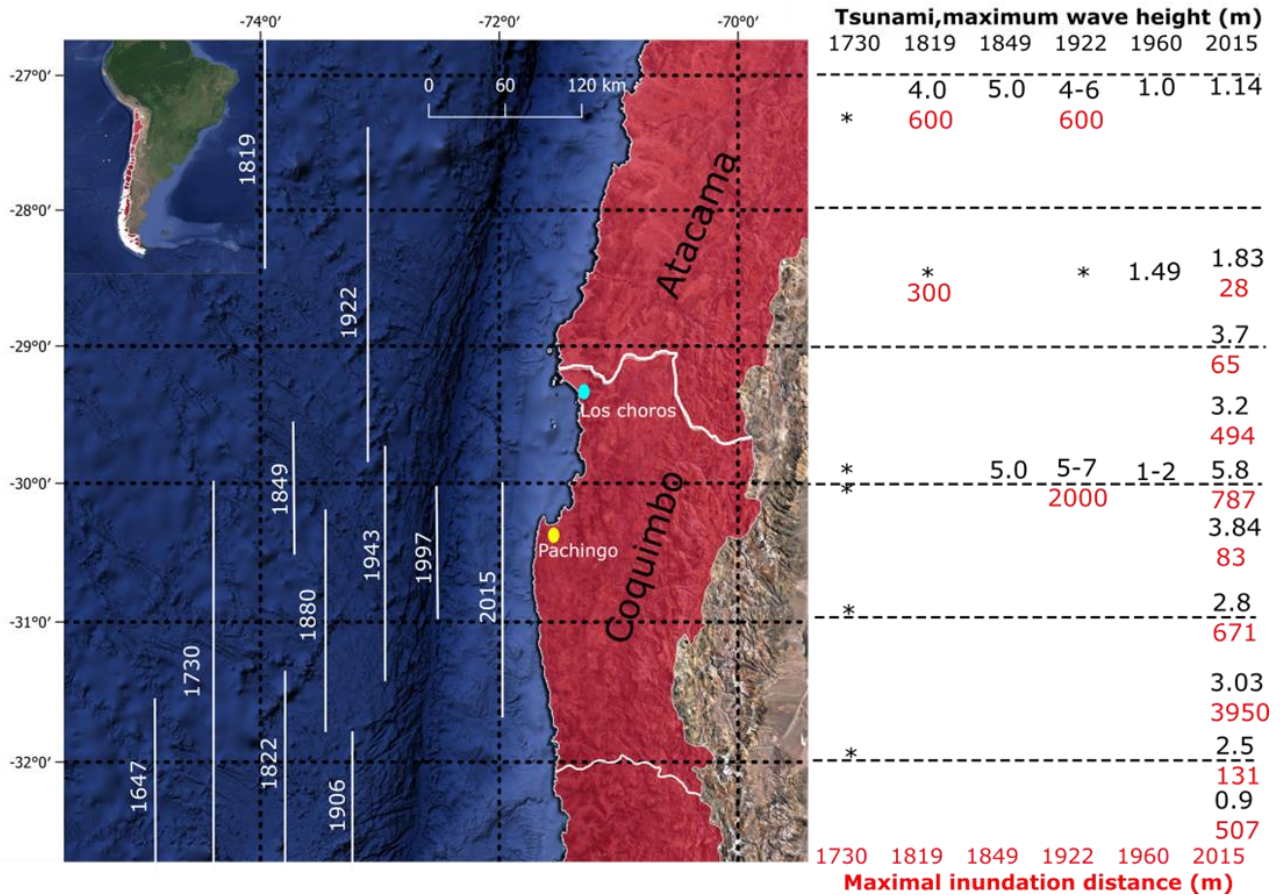 -74°0′ -72°0′ -70°0′
Tsunami,maximum wave height (m)
1730 1819 1849 1922 1960 2015
-27°0′
-28°0′
-29°0′
-30°0′
-31°0′
-32°0′
0 60 120 km
1819
1922
1849
1730
1880
1943
1997
2015
1647
1822
1906
Atacama
Los choros
Coquimbo
Pachingo
4.0 5.0 4-6 1.0 1.14
* 600 600
* * 1.49 1.83
300 28
3.7
65
3.2
494
* 5.0 5-7 1-2 5.8
* 2000 787
3.84
83
* 2.8
671
3.03
3950
* 2.5
131
0.9
507
1730 1819 1849 1922 1960 2015
Maximal inundation distance (m)